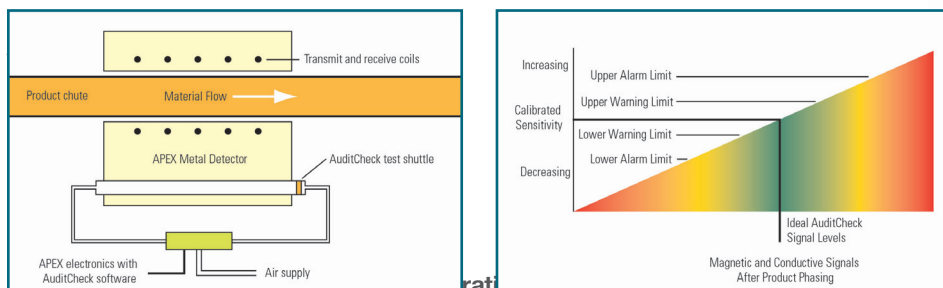 Transmit and receive coils
Product chute
Material Flow
APEX Metal Detector
AuditCheck test shuttle
APEX electronics with
AuditCheck software
Air supply
Increasing
Upper Alarm Limit
Upper Warning Limit
Calibrated
Sensitivity
Lower Warning Limit
Lower Alarm Limit
Decreasing
Ideal AuditCheck
Signal Levels
Magnetic and Conductive Signals
After Product Phasing